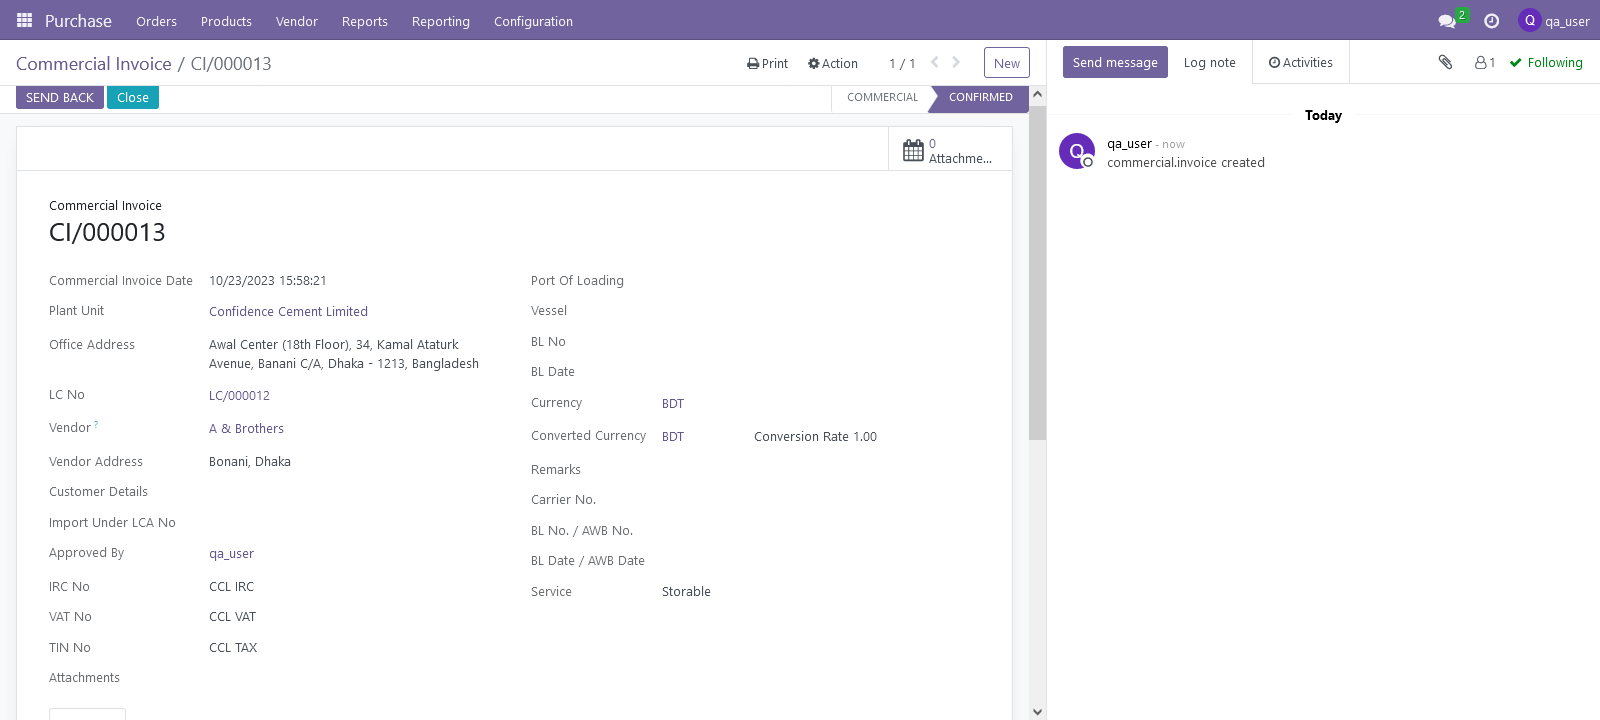 Purchase Orders Products Vendor Reports Reporting Configuration 2 Q qa_user
Commercial Invoice / CI/000013 Print Action 1 / 1 New
Send message Log note Activities 1 Following
SEND BACK Close COMMERCIAL CONFIRMED
0
Attachme...
Today
Q qa_user - now
commercial.invoice created
Commercial Invoice
CI/000013
Commercial Invoice Date 10/23/2023 15:58:21
Plant Unit Confidence Cement Limited
Office Address Awal Center (18th Floor), 34, Kamal Ataturk
Avenue, Banani C/A, Dhaka - 1213, Bangladesh
LC No LC/000012
Vendor ? A & Brothers
Vendor Address Bonani, Dhaka
Customer Details
Import Under LCA No
Approved By qa_user
IRC No CCL IRC
VAT No CCL VAT
TIN No CCL TAX
Attachments
Port Of Loading
Vessel
BL No
BL Date
Currency BDT
Converted Currency BDT Conversion Rate 1.00
Remarks
Carrier No.
BL No. / AWB No.
BL Date / AWB Date
Service Storable